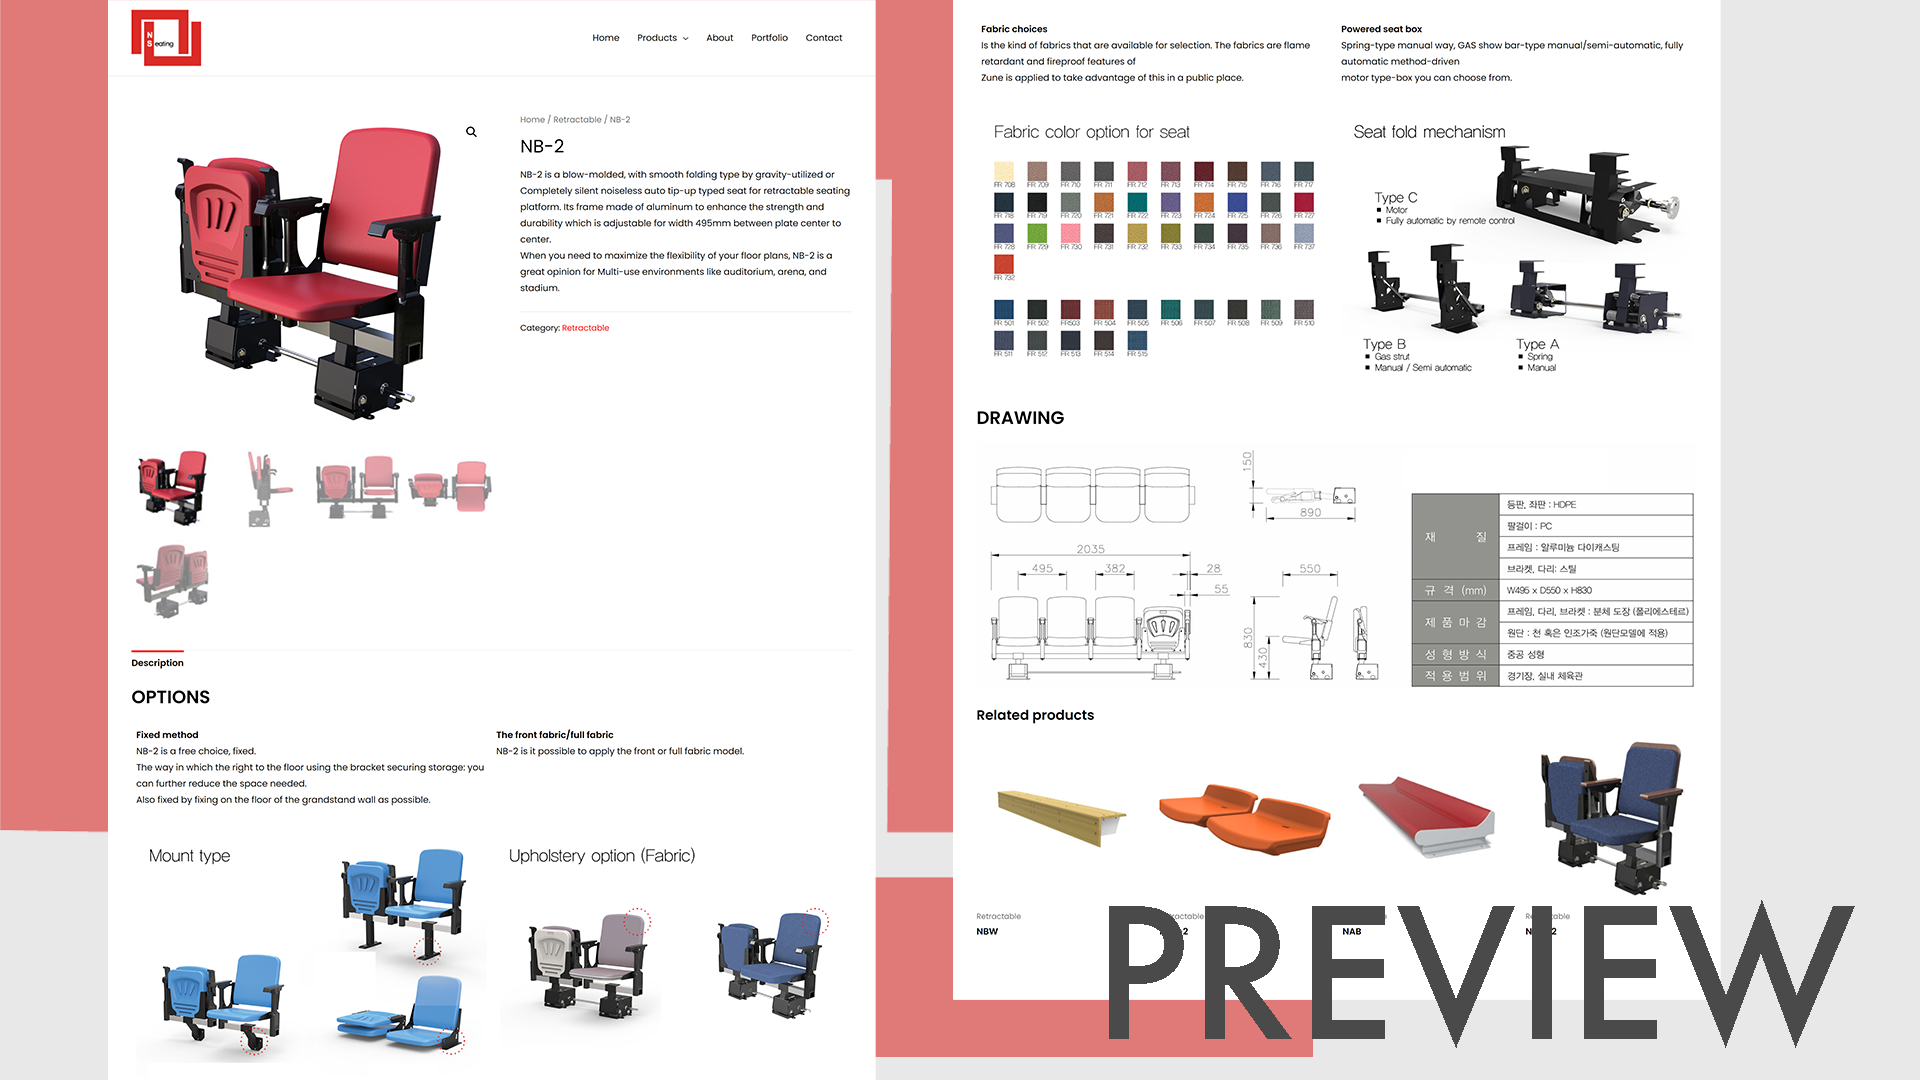 N
S eating
Home
Products
About
Portfolio
Contact
Home / Retractable / NB-2
NB-2
NB-2 is a blow-molded, with smooth folding type by gravity-utilized or
Completely silent noiseless auto tip-up typed seat for retractable seating
platform. Its frame made of aluminum to enhance the strength and
durability which is adjustable for width 495mm between plate center to
center.
When you need to maximize the flexibility of your floor plans, NB-2 is a
great opinion for Multi-use environments like auditorium, arena, and
stadium.
Category: Retractable
Description
OPTIONS
Fixed method
NB-2 is a free choice, fixed.
The way in which the right to the floor using the bracket securing storage: you
can further reduce the space needed.
Also fixed by fixing on the floor of the grandstand wall as possible.
The front fabric/full fabric
NB-2 is it possible to apply the front or full fabric model.
Mount type
Upholstery option (Fabric)
Fabric choices
Is the kind of fabrics that are available for selection. The fabrics are flame
retardant and fireproof features of
Zune is applied to take advantage of this in a public place.
Powered seat box
Spring-type manual way, GAS show bar-type manual/semi-automatic, fully
automatic method-driven
motor type-box you can choose from.
Fabric color option for seat
FR 708 FR 709 FR 710 FR 711 FR 712 FR 713 FR 714 FR 715 FR 716 FR 717
FR 718 FR 719 FR 720 FR 721 FR 722 FR 723 FR 724 FR 725 FR 726 FR 727
FR 728 FR 729 FR 730 FR 731 FR 732 FR 733 FR 734 FR 735 FR 736 FR 737
FR 732
FR 501 FR 502 FR503 FR 504 FR 505 FR 506 FR 507 FR 508 FR 509 FR 510
FR 511 FR 512 FR 513 FR 514 FR 515
Seat fold mechanism
Type C
■ Motor
■ Fully automatic by remote control
Type B
■ Gas strut
■ Manual / Semi automatic
Type A
■ Spring
■ Manual
DRAWING
150
890
2035
495
382
28
55
550
830
430
재 질
등판, 좌판 : HDPE
팔걸이 : PC
프레임 : 알루미늄 다이캐스팅
브라켓, 다리: 스틸
규 격 (mm)
W495 x D550 x H830
제 품 마 감
프레임, 다리, 브라켓 : 분체 도장 (폴리에스테르)
원단 : 천 혹은 인조가죽 (원단모델에 적용)
성 형 방 식
중공 성형
적 용 범 위
경기장, 실내 체육관
Related products
Retractable
NBW
NAB
PREVIEW